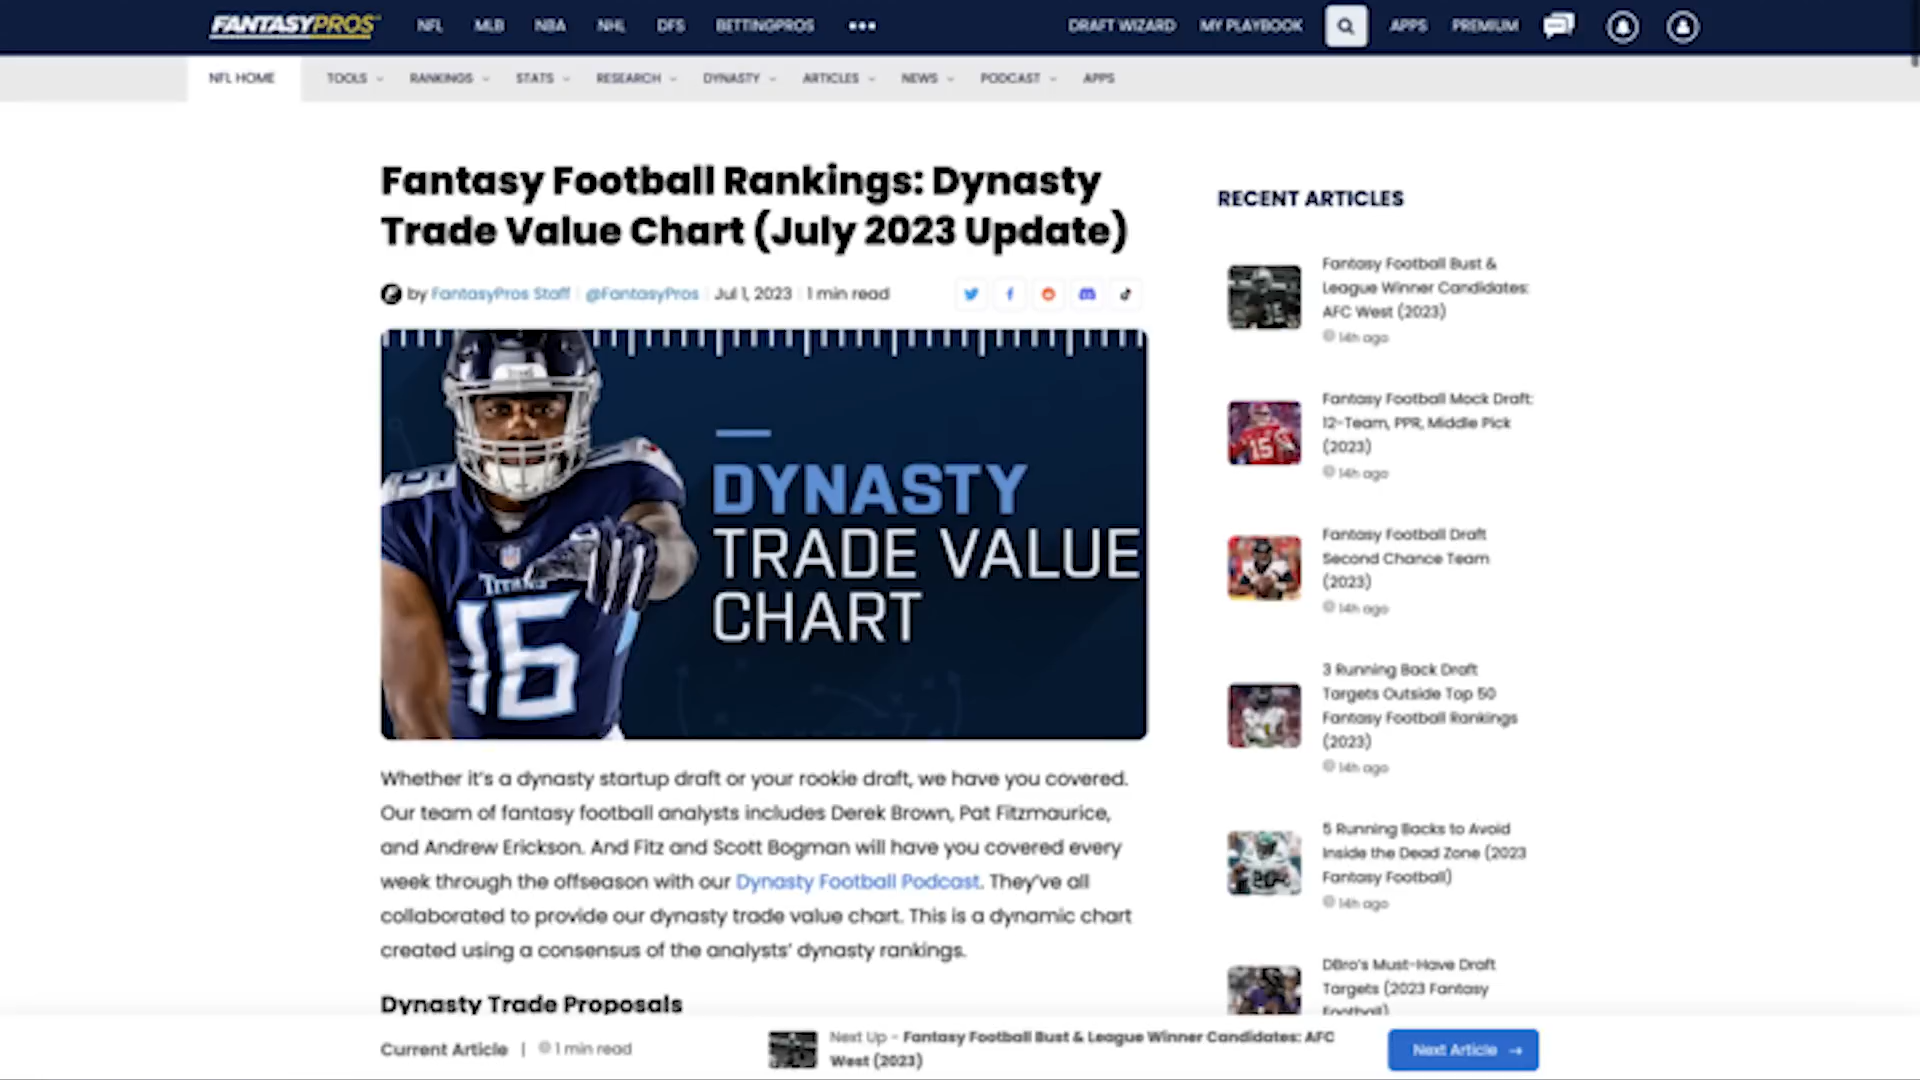 FANTASYPROS
NFL MLB NBA NHL DFS BETTINGPROS ••• DRAFT WIZARD MY PLAYBOOK APPS PREMIUM
NFL HOME TOOLS RANKINGS STATS RESEARCH DYNASTY ARTICLES NEWS PODCAST APPS
Fantasy Football Rankings: Dynasty
Trade Value Chart (July 2023 Update)
by FantasyPros Staff | @FantasyPros | Jul 1, 2023 | 1 min read
TITANS
16
DYNASTY
TRADE VALUE
CHART
Whether it's a dynasty startup draft or your rookie draft, we have you covered.
Our team of fantasy football analysts includes Derek Brown, Pat Fitzmaurice,
and Andrew Erickson. And Fitz and Scott Bogman will have you covered every
week through the offseason with our Dynasty Football Podcast. They've all
collaborated to provide our dynasty trade value chart. This is a dynamic chart
created using a consensus of the analysts' dynasty rankings.
Dynasty Trade Proposals
RECENT ARTICLES
Fantasy Football Bust &
League Winner Candidates:
AFC West (2023)
14h ago
Fantasy Football Mock Draft:
12-Team, PPR, Middle Pick
(2023)
14h ago
15
Fantasy Football Draft
Second Chance Team
(2023)
14h ago
3 Running Back Draft
Targets Outside Top 50
Fantasy Football Rankings
(2023)
14h ago
5 Running Backs to Avoid
Inside the Dead Zone (2023
Fantasy Football)
14h ago
20
DBro's Must-Have Draft
Targets (2023 Fantasy
Football)
Current Article | 1 min read
Next Up - Fantasy Football Bust & League Winner Candidates: AFC
West (2023)
Next Article →